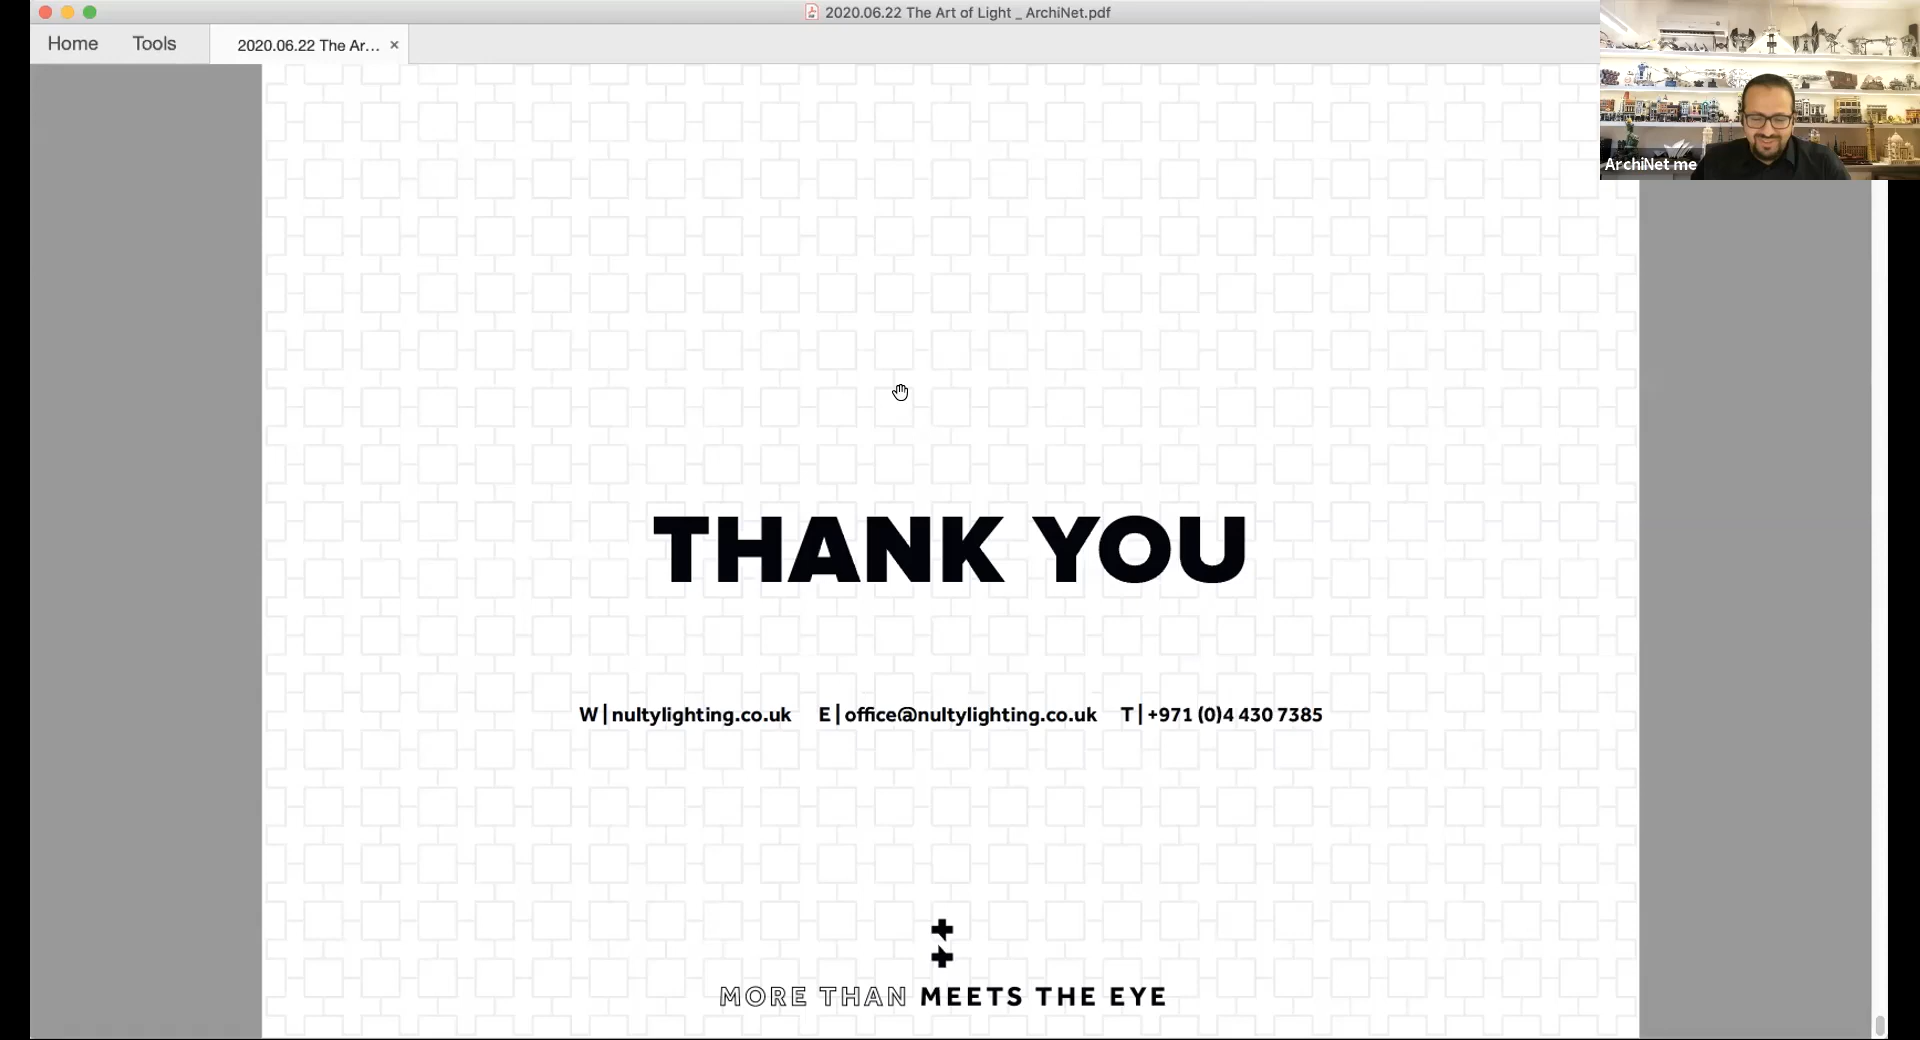 2020.06.22 The Art of Light _ ArchiNet.pdf
Home Tools 2020.06.22 The Ar... ×
ArchiNet me
THANK YOU
W | nultylighting.co.uk E | office@nultylighting.co.uk T | +971 (0)4 430 7385
MORE THAN MEETS THE EYE